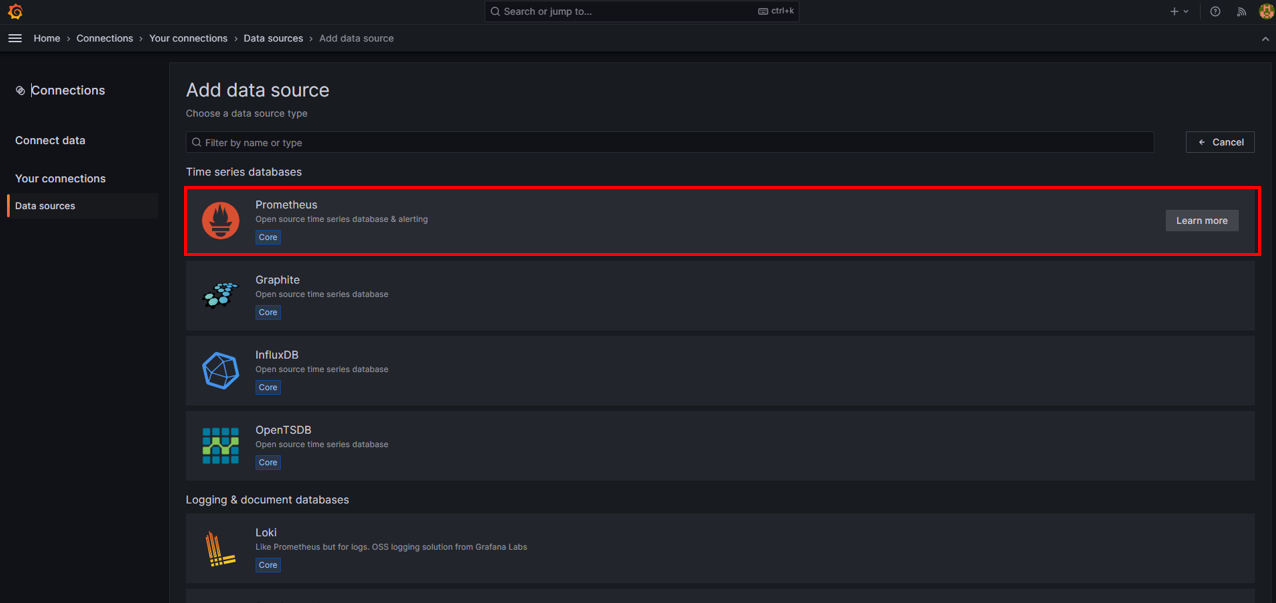 Search or jump to...
ctrl+k
Home › Connections › Your connections › Data sources › Add data source
Connections
Connect data
Your connections
Data sources
Add data source
Choose a data source type
Filter by name or type
Cancel
Time series databases
Prometheus
Open source time series database & alerting
Core
Learn more
Graphite
Open source time series database
Core
InfluxDB
Open source time series database
Core
OpenTSDB
Open source time series database
Core
Logging & document databases
Loki
Like Prometheus but for logs. OSS logging solution from Grafana Labs
Core